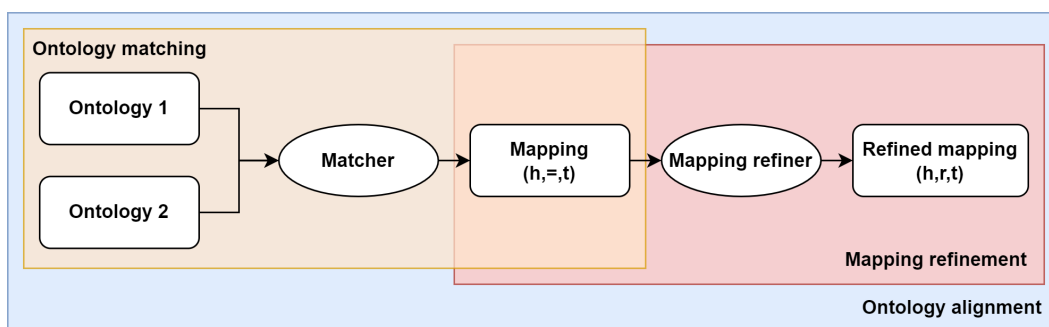 Ontology matching
Ontology 1
Ontology 2
Matcher
Mapping
(h,=,t)
Mapping refiner
Refined mapping
(h,r,t)
Mapping refinement
Ontology alignment